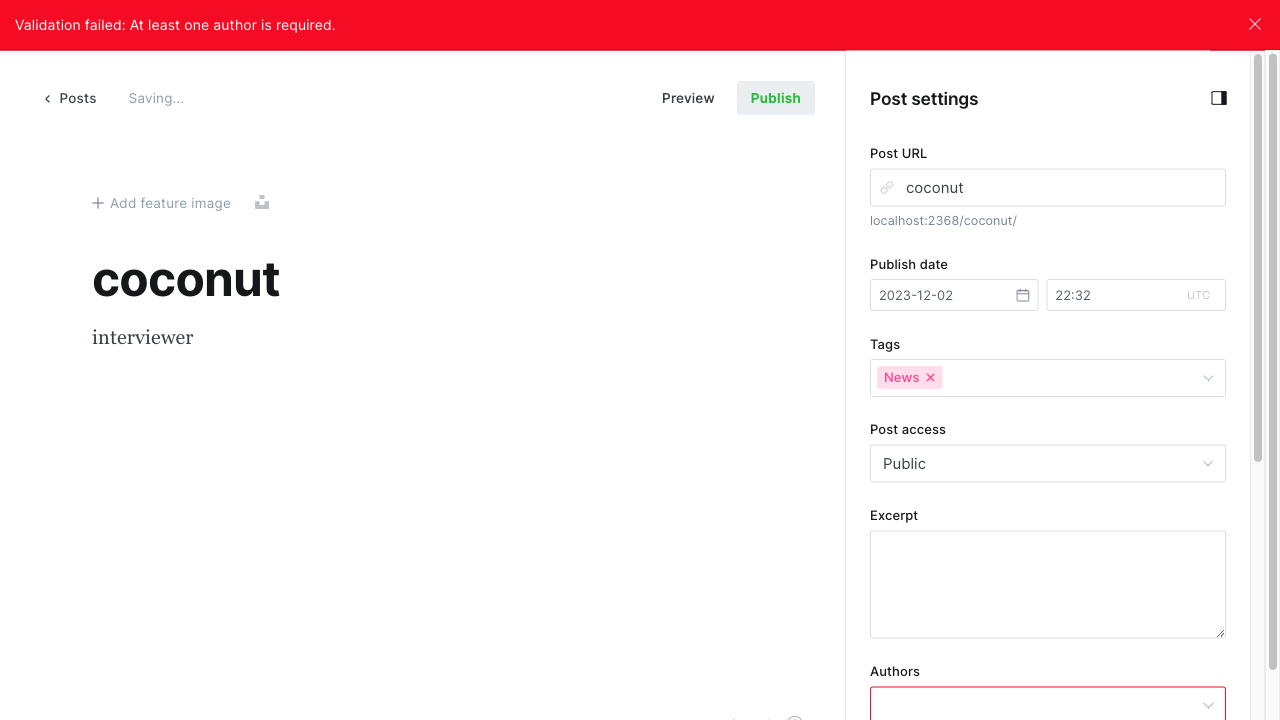 Validation failed: At least one author is required.
Posts
Saving...
Preview
Publish
Add feature image
coconut
interviewer
Post settings
Post URL
coconut
localhost:2368/coconut/
Publish date
2023-12-02
22:32
UTC
Tags
News
Post access
Public
Excerpt
Authors